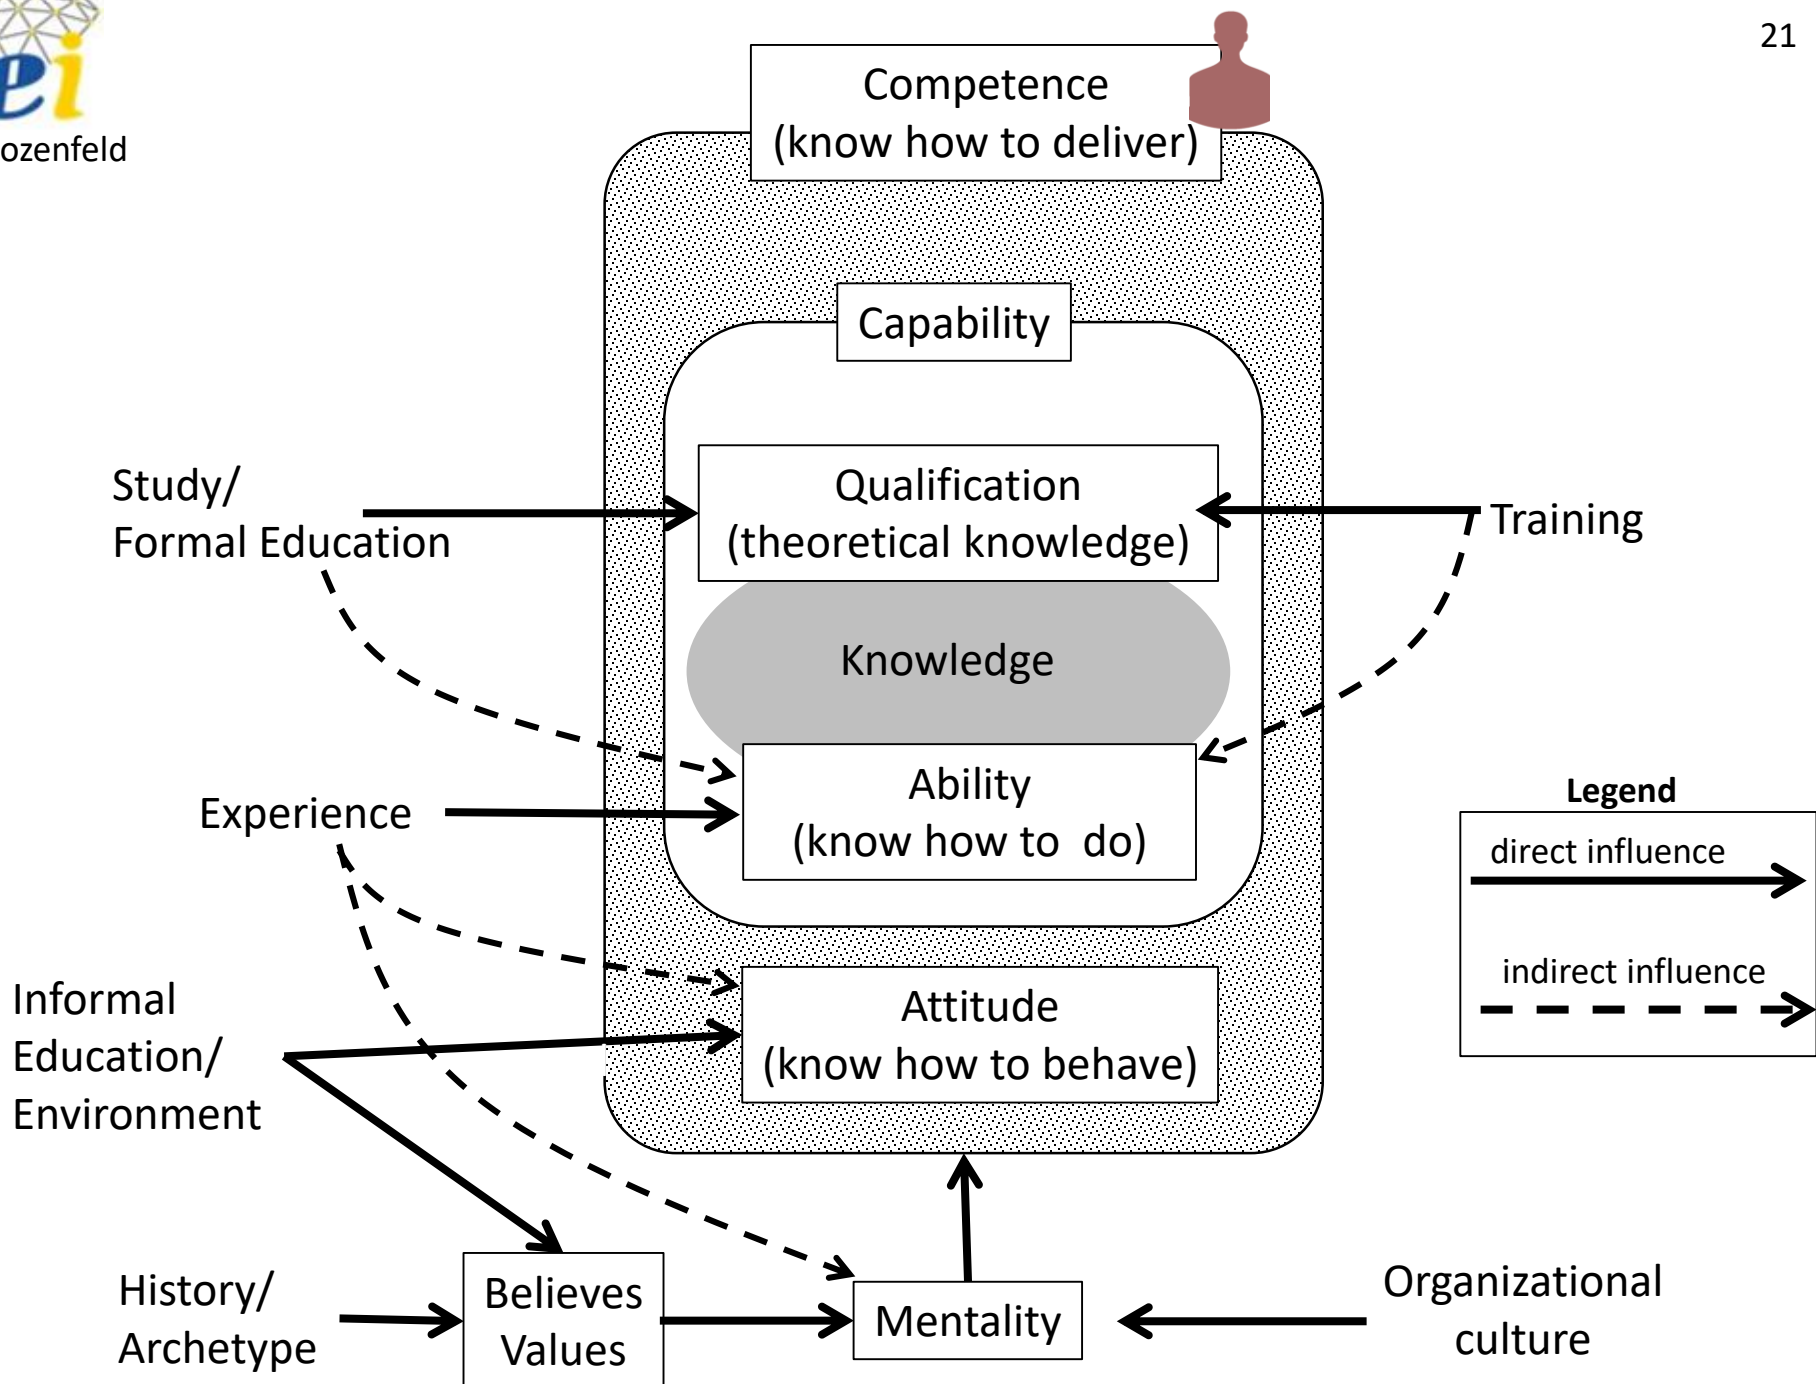 21
ei
ozenfeld
Competence
(know how to deliver)
Capability
Study/
Formal Education
Qualification
(theoretical knowledge)
Training
Knowledge
Experience
Ability
(know how to  do)
Legend
direct influence
indirect influence
Informal
Education/
Environment
Attitude
(know how to behave)
History/
Archetype
Believes
Values
Mentality
Organizational
culture